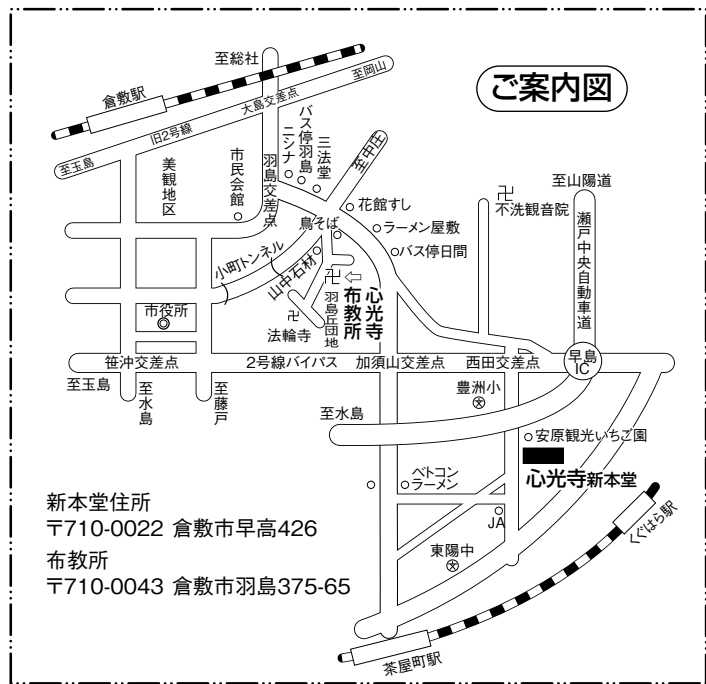 ご案内図
至総社
至岡山
倉敷駅
大島交差点
旧2号線
至玉島
美観地区
市民会館
羽島交差点
ニシナ
バス停羽島
三法堂
至中庄
花館すし
鳥そば
ラーメン屋敷
バス停日間
不洗観音院
至山陽道
瀬戸中央自動車道
小町トンネル
山中石材
卍
卍
卍
⇦
心光寺
布教所
羽島丘団地
法輪寺
市役所
笹沖交差点
2号線バイパス
加須山交差点
西田交差点
早島
IC
至玉島
至水島
至藤戸
豊洲小
文
至水島
安原観光いちご園
心光寺新本堂
ベトコン
ラーメン
JA
くぐはら駅
東陽中
文
茶屋町駅
新本堂住所
〒710-0022 倉敷市早高426
布教所
〒710-0043 倉敷市羽島375-65